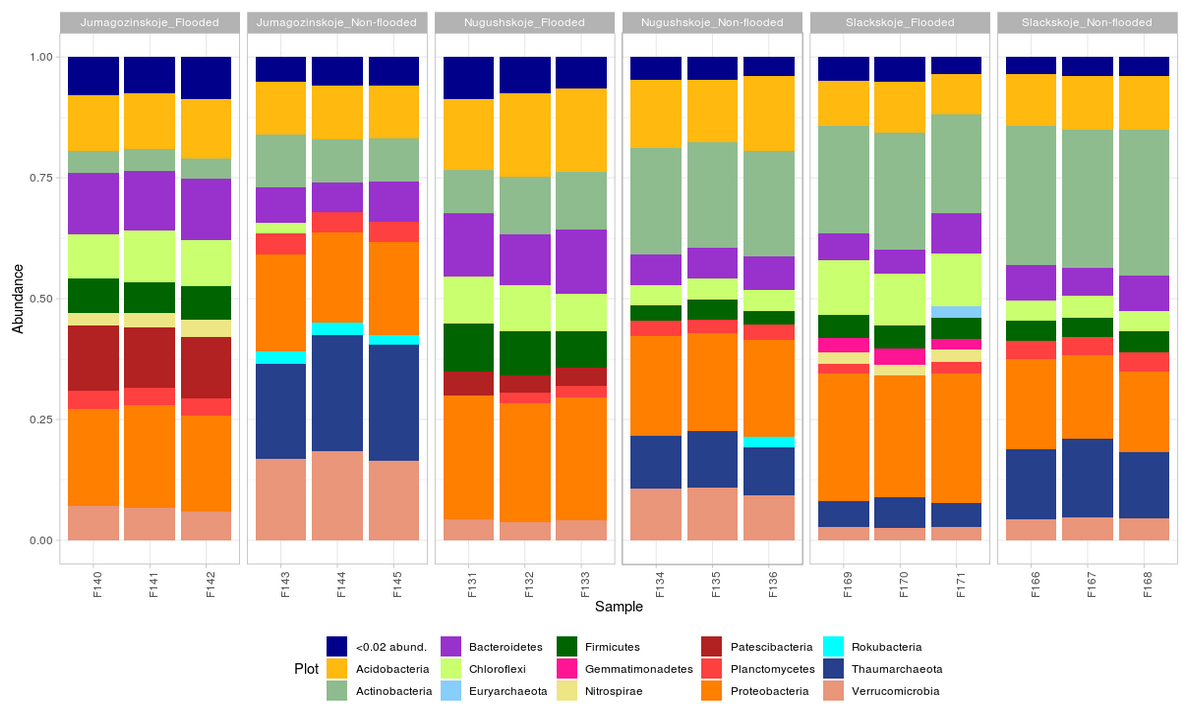 Jumagozinskoje_Flooded
Jumagozinskoje_Non-flooded
Nugushskoje_Flooded
Nugushskoje_Non-flooded
Slackskoje_Flooded
Slackskoje_Non-flooded
1.00
0.75
0.50
0.25
0.00
Abundance
F140
F141
F142
F143
F144
F145
F131
F132
F133
F134
F135
F136
F169
F170
F171
F166
F167
F168
Sample
Plot
<0.02 abund.
Acidobacteria
Actinobacteria
Bacteroidetes
Chloroflexi
Euryarchaeota
Firmicutes
Gemmatimonadetes
Nitrospirae
Patescibacteria
Planctomycetes
Proteobacteria
Rokubacteria
Thaumarchaeota
Verrucomicrobia